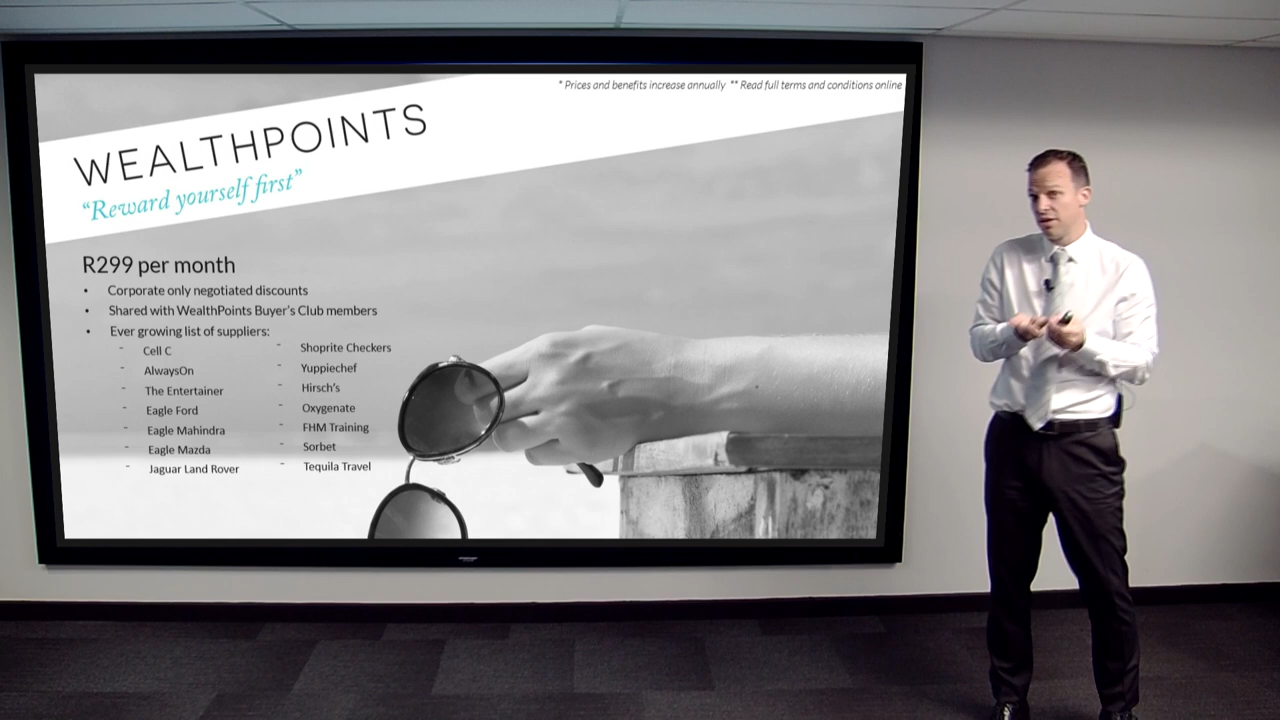 * Prices and benefits increase annually ** Read full terms and conditions online
WEALTHPOINTS
“Reward yourself first”
R299 per month
• Corporate only negotiated discounts
• Shared with WealthPoints Buyer's Club members
• Ever growing list of suppliers:
- Cell C
- AlwaysOn
- The Entertainer
- Eagle Ford
- Eagle Mahindra
- Eagle Mazda
- Jaguar Land Rover
- Shoprite Checkers
- Yuppiechef
- Hirsch's
- Oxygenate
- FHM Training
- Sorbet
- Tequila Travel